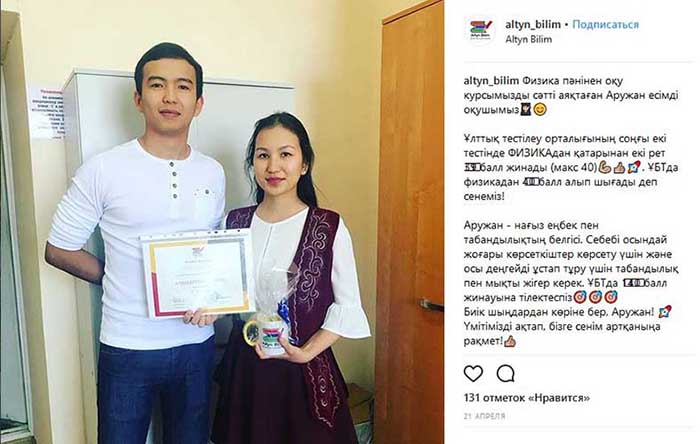 altyn_bilim • Подписаться
Altyn Bilim
altyn_bilim Физика пәнінен оқу
курсымызды сәтті аяқтаған Аружан есімді
оқушымыз
Ұлттық тестілеу орталығының соңғы екі
тестінде ФИЗИКАдан қатарынан екі рет
балл жинады (макс 40). ҰБТда
физикадан балл алып шығады деп
сенеміз!
Аружан - нағыз еңбек пен
табандылықтың белгісі. Себебі осындай
жоғары көрсеткіштер көрсету үшін және
осы деңгейді ұстап тұру үшін табандылық
пен мықты жігер керек. ҰБТда балл
жинауына тілектеспіз
Биік шыңдардан көріне бер, Аружан!
Үмітімізді ақтап, бізге сенім артқаныңа
рақмет!
131 отметок «Нравится»
21 АПРЕЛЯ